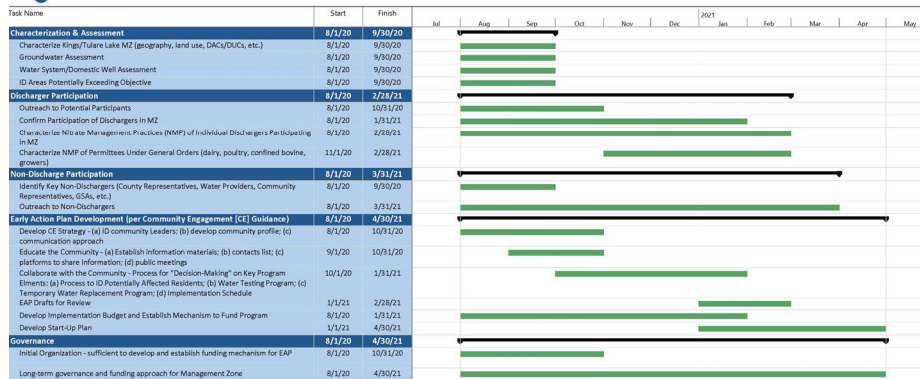 Task Name Start Finish 2021
Jul Aug Sep Oct Nov Dec Jan Feb Mar Apr May
Characterization & Assessment 8/1/20 9/30/20
Characterize Kings/Tulare Lake MZ (geography, land use, DACs/DUCs, etc.) 8/1/20 9/30/20
Groundwater Assessment 8/1/20 9/30/20
Water System/Domestic Well Assessment 8/1/20 9/30/20
ID Areas Potentially Exceeding Objective 8/1/20 9/30/20
Discharger Participation 8/1/20 2/28/21
Outreach to Potential Participants 8/1/20 10/31/20
Confirm Participation of Dischargers in MZ 8/1/20 1/31/21
Characterize Nitrate Management Practices (NMP) of Individual Dischargers Participating 8/1/20 2/28/21
in MZ
Characterize NMP of Permittees Under General Orders (dairy, poultry, confined bovine, 11/1/20 2/28/21
growers)
Non-Discharge Participation 8/1/20 3/31/21
Identify Key Non-Dischargers (County Representatives, Water Providers, Community 8/1/20 9/30/20
Representatives, GSAs, etc.)
Outreach to Non-Dischargers 8/1/20 3/31/21
Early Action Plan Development (per Community Engagement [CE] Guidance) 8/1/20 4/30/21
Develop CE Strategy - (a) ID community Leaders; (b) develop community profile; (c) 8/1/20 10/31/20
communication approach
Educate the Community - (a) Establish information materials; (b) contacts list; (c) 9/1/20 10/31/20
platforms to share information; (d) public meetings
Collaborate with the Community - Process for "Decision-Making" on Key Program 10/1/20 1/31/21
Elments: (a) Process to ID Potentially Affected Residents; (b) Water Testing Program; (c)
Temporary Water Replacement Program; (d) Implementation Schedule
EAP Drafts for Review 1/1/21 2/28/21
Develop Implementation Budget and Establish Mechanism to Fund Program 8/1/20 1/31/21
Develop Start-Up Plan 1/1/21 4/30/21
Governance 8/1/20 4/30/21
Initial Organization - sufficient to develop and establish funding mechanism for EAP 8/1/20 10/31/20
Long-term governance and funding approach for Management Zone 8/1/20 4/30/21